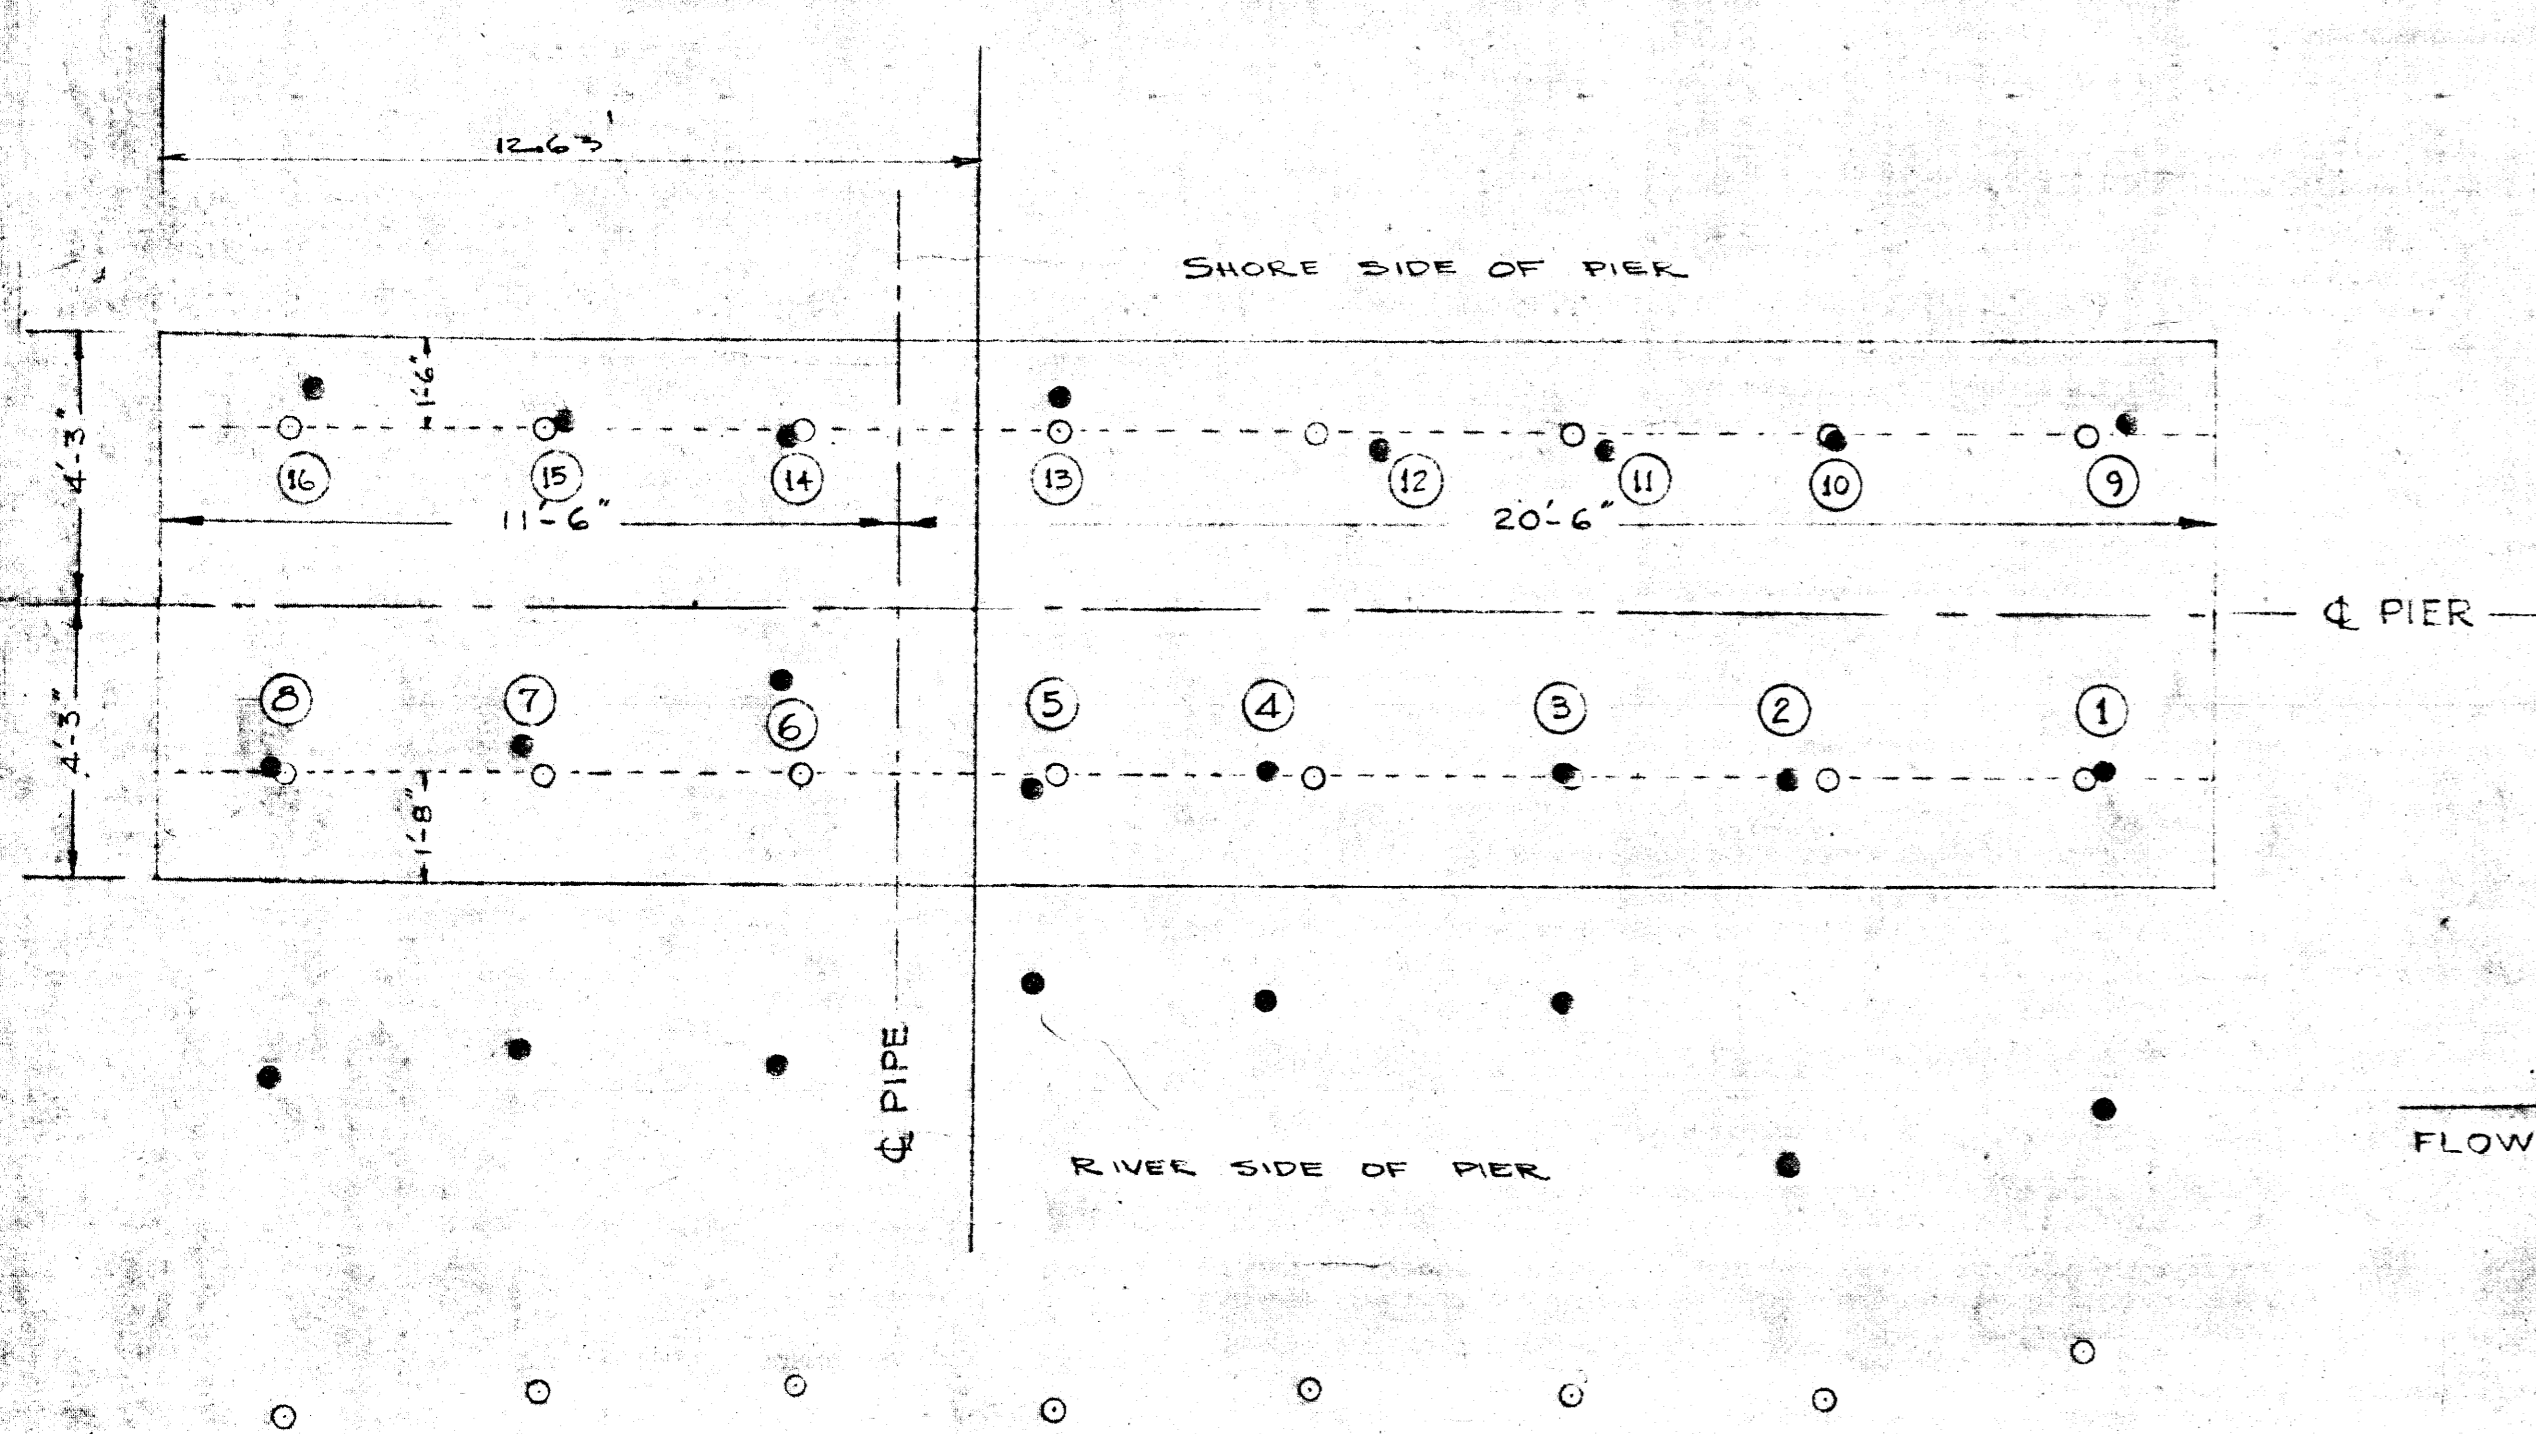 12.63'
SHORE SIDE OF PIER
1'-6"
4'-3"
16 15 14 13 12 11 10 9
11'-6" 20'-6"
℄ PIER
8 7 6 5 4 3 2 1
4'-3"
1'-8"
℄ PIPE
RIVER SIDE OF PIER
FLOW